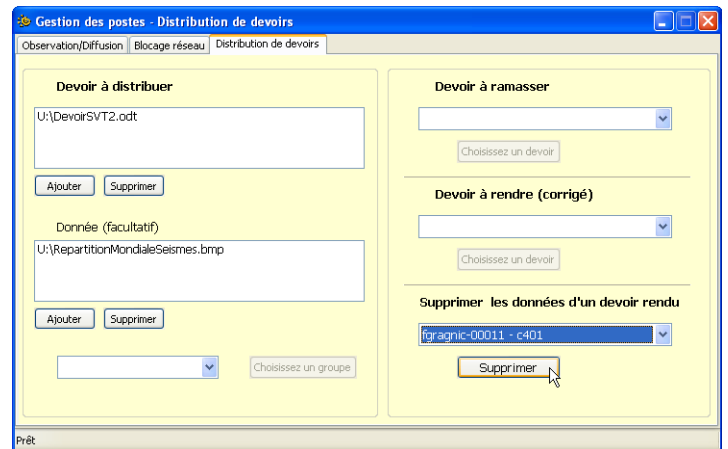 Gestion des postes - Distribution de devoirs
Observation/Diffusion Blocage réseau Distribution de devoirs
Devoir à distribuer
U:\DevoirSVT2.odt
Ajouter Supprimer
Donnée (facultatif)
U:\RepartitionMondialeSeismes.bmp
Ajouter Supprimer
Choisissez un groupe
Devoir à ramasser
Choisissez un devoir
Devoir à rendre (corrigé)
Choisissez un devoir
Supprimer les données d'un devoir rendu
fgragnic-00011 - c401
Supprimer
Prêt